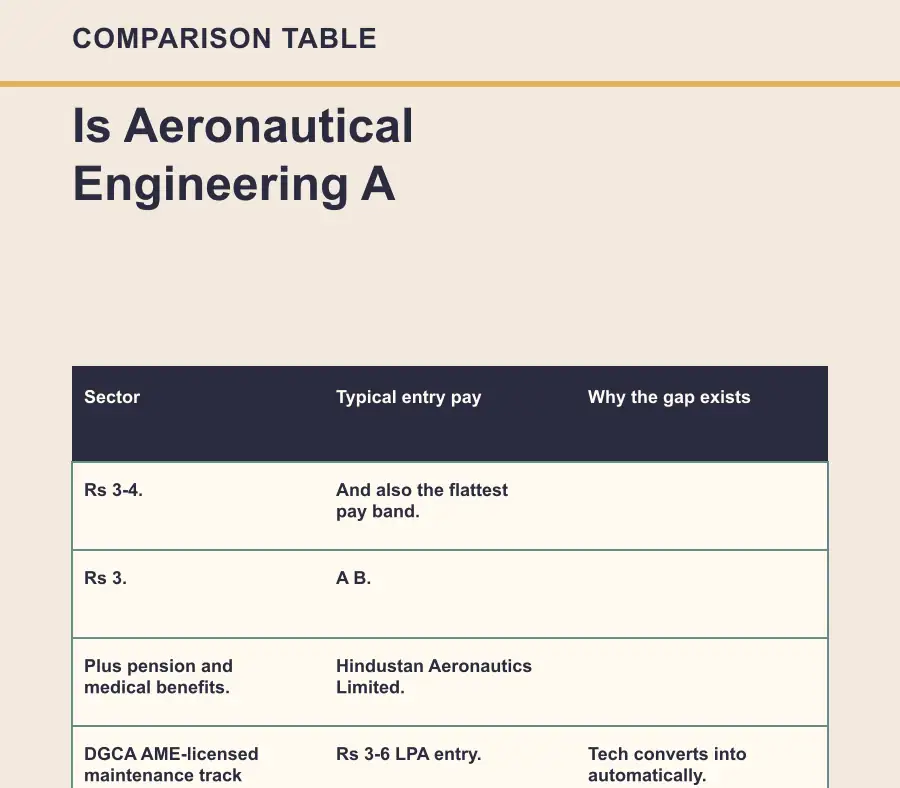 COMPARISON TABLE
Is Aeronautical
Engineering A
Sector Typical entry pay Why the gap exists
Rs 3-4. And also the flattest
pay band.
Rs 3. A B.
Plus pension and Hindustan Aeronautics
medical benefits. Limited.
DGCA AME-licensed Rs 3-6 LPA entry. Tech converts into
maintenance track automatically.